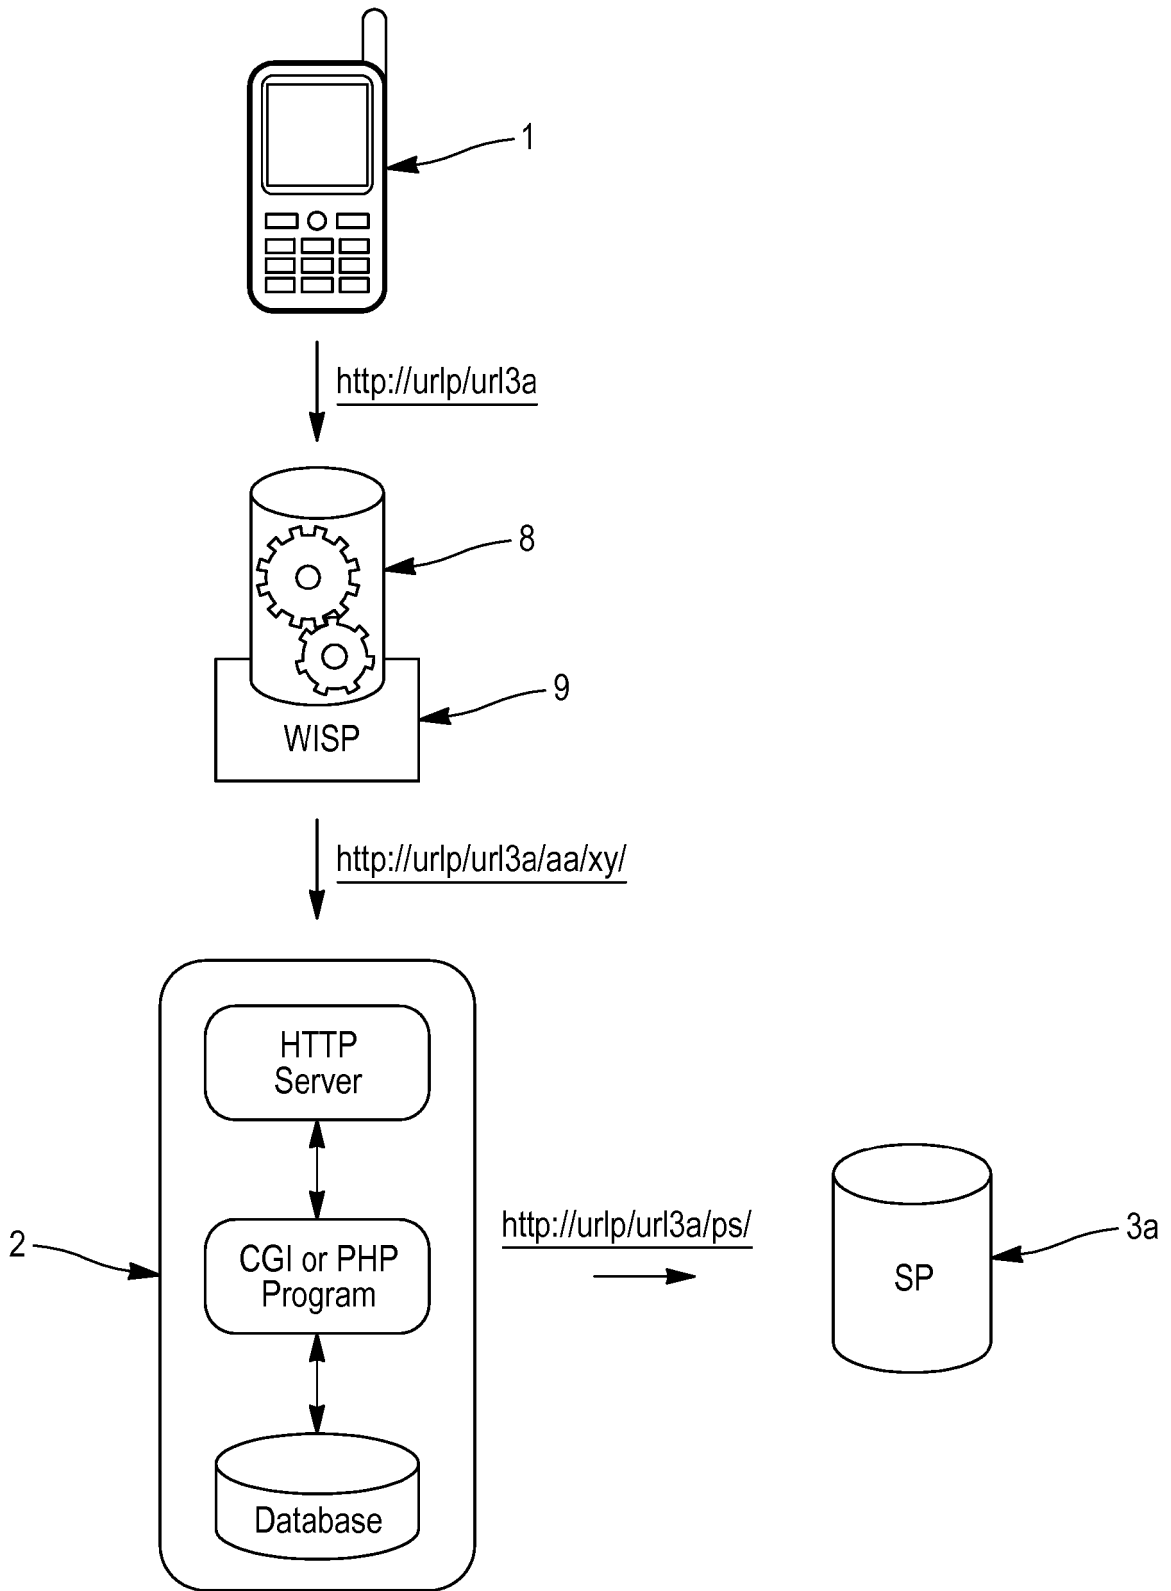 1
http://urlp/url3a
8
9
WISP
http://urlp/url3a/aa/xy/
HTTP
Server
http://urlp/url3a/ps/
2
CGI or PHP
Program
SP
3a
Database